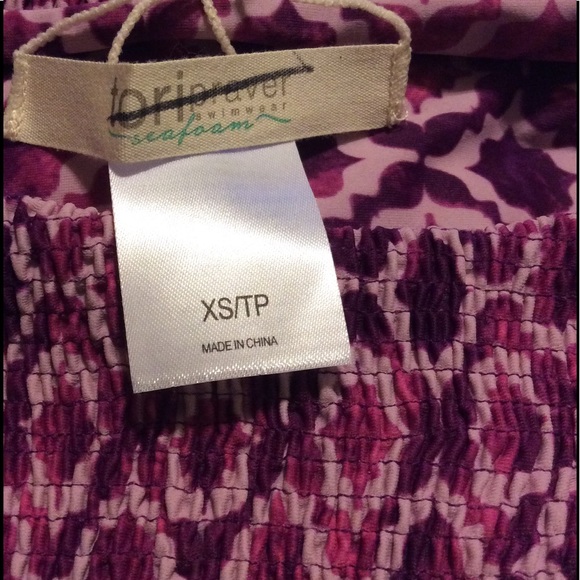 toripraver
swimwear
seafoam
XS/TP
MADE IN CHINA